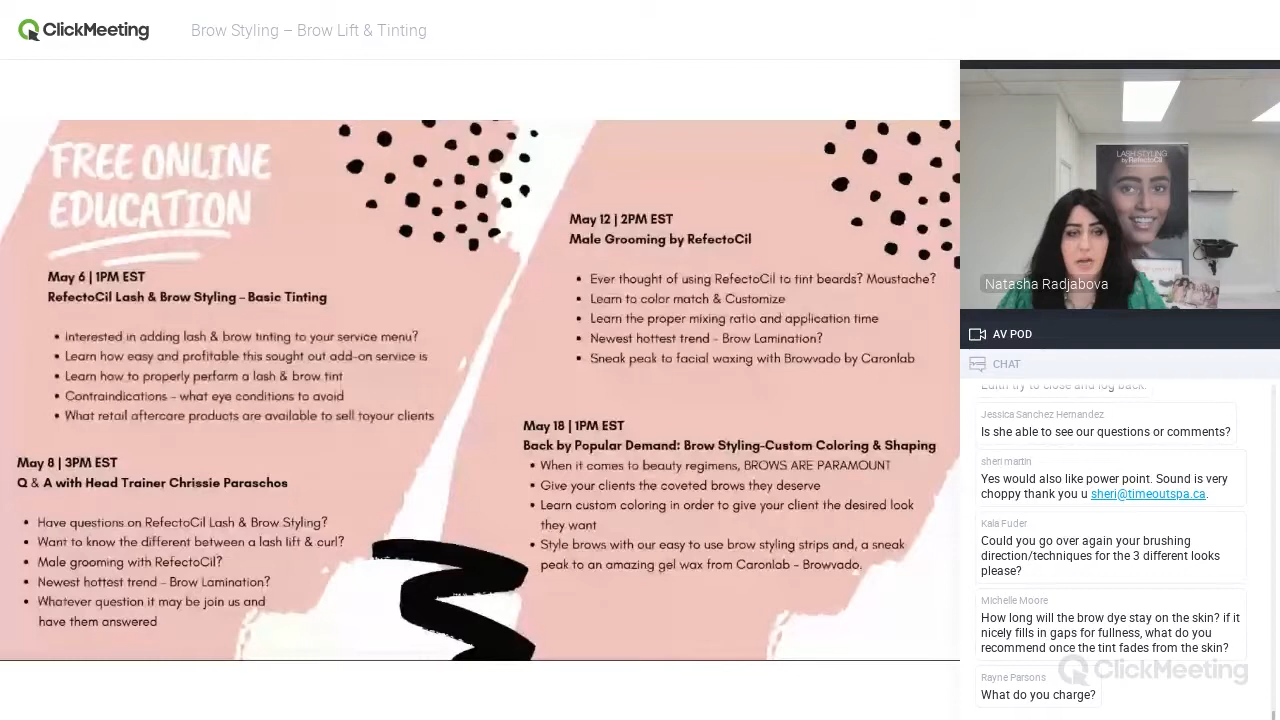 ClickMeeting
Brow Styling – Brow Lift & Tinting
FREE ONLINE
EDUCATION
May 6 | 1PM EST
RefectoCil Lash & Brow Styling - Basic Tinting
• Interested in adding lash & brow tinting to your service menu?
• Learn how easy and profitable this sought out add-on service is
• Learn how to properly perform a lash & brow tint
• Contraindications - what eye conditions to avoid
• What retail aftercare products are available to sell toyour clients
May 8 | 3PM EST
Q & A with Head Trainer Chrissie Paraschos
• Have questions on RefectoCil Lash & Brow Styling?
• Want to know the different between a lash lift & curl?
• Male grooming with RefectoCil?
• Newest hottest trend - Brow Lamination?
• Whatever question it may be join us and
have them answered
May 12 | 2PM EST
Male Grooming by RefectoCil
• Ever thought of using RefectoCil to tint beards? Moustache?
• Learn to color match & Customize
• Learn the proper mixing ratio and application time
• Newest hottest trend - Brow Lamination?
• Sneak peak to facial waxing with Browvado by Caronlab
May 18 | 1PM EST
Back by Popular Demand: Brow Styling-Custom Coloring & Shaping
• When it comes to beauty regimens, BROWS ARE PARAMOUNT
• Give your clients the coveted brows they deserve
• Learn custom coloring in order to give your client the desired look
they want
• Style brows with our easy to use brow styling strips and, a sneak
peak to an amazing gel wax from Caronlab - Browvado.
LASH STYLING
by RefectoCil
Natasha Radjabova
AV POD
CHAT
Edith try to close and log back.
Jessica Sanchez Hernandez
Is she able to see our questions or comments?
sheri martin
Yes would also like power point. Sound is very
choppy thank you u sheri@timeoutspa.ca.
Kaia Fuder
Could you go over again your brushing
direction/techniques for the 3 different looks
please?
Michelle Moore
How long will the brow dye stay on the skin? if it
nicely fills in gaps for fullness, what do you
recommend once the tint fades from the skin?
Rayne Parsons
What do you charge?
ClickMeeting